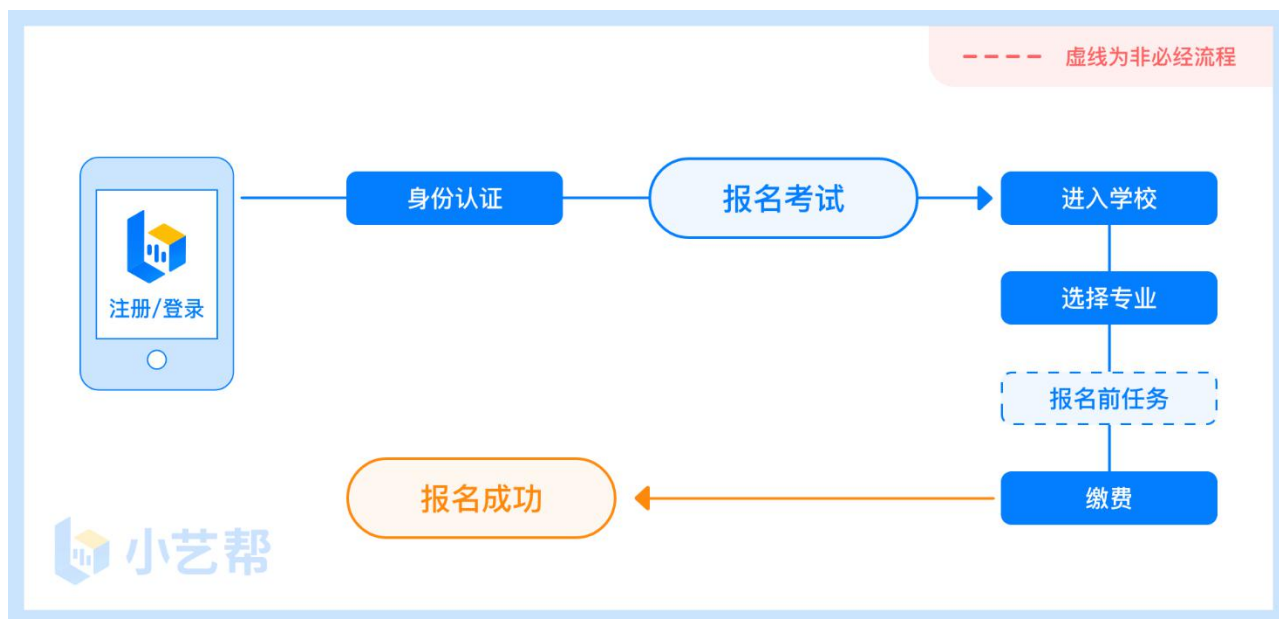 虚线为非必经流程
身份认证
报名考试
进入学校
注册/登录
选择专业
报名前任务
报名成功
缴费
小艺帮